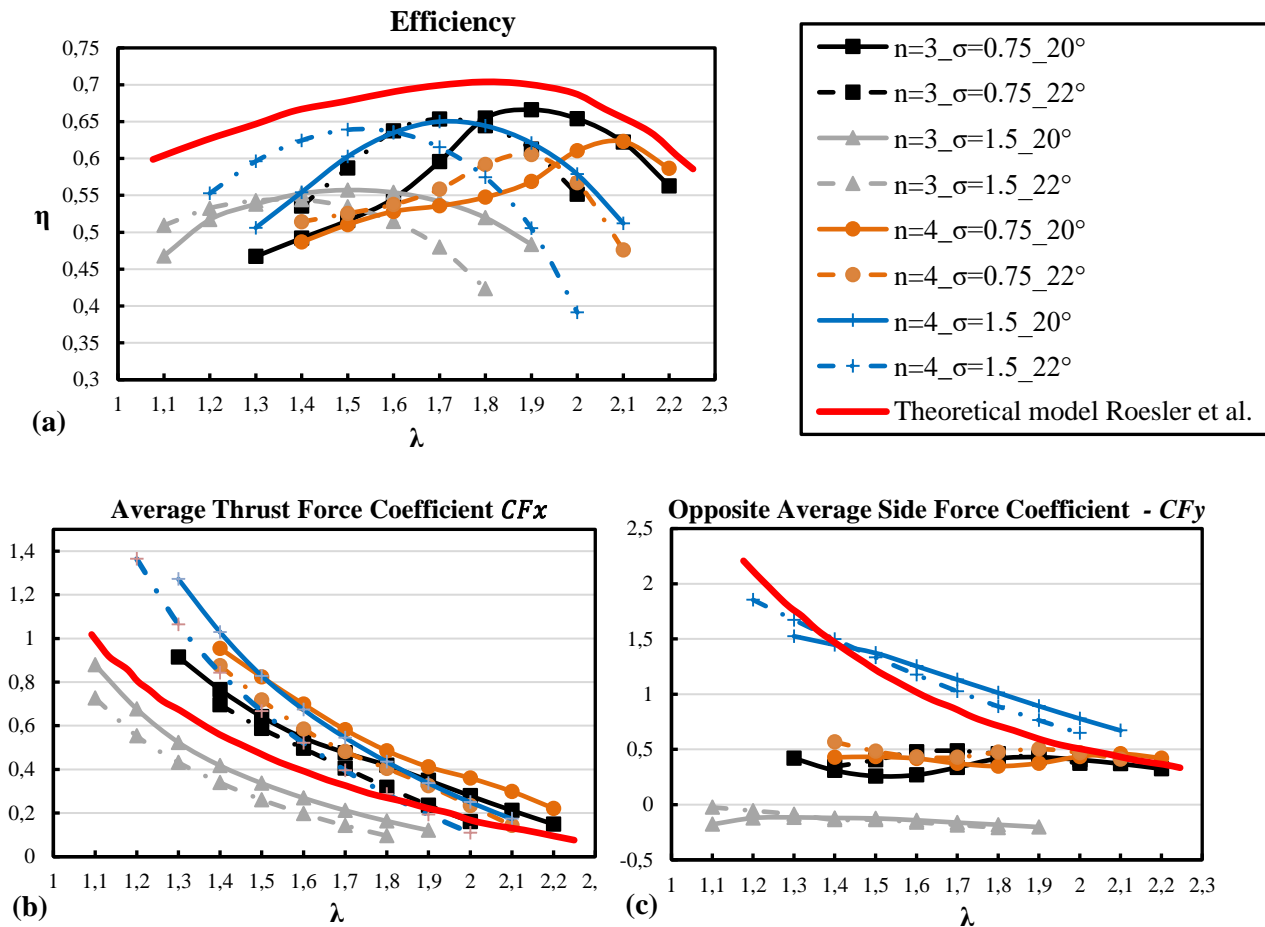 Efficiency
0,75
0,7
0,65
0,6
0,55
0,5
0,45
0,4
0,35
0,3
η
1 1,1 1,2 1,3 1,4 1,5 1,6 1,7 1,8 1,9 2 2,1 2,2 2,3
λ
(a)
n=3_σ=0.75_20°
n=3_σ=0.75_22°
n=3_σ=1.5_20°
n=3_σ=1.5_22°
n=4_σ=0.75_20°
n=4_σ=0.75_22°
n=4_σ=1.5_20°
n=4_σ=1.5_22°
Theoretical model Roesler et al.
Average Thrust Force Coefficient CFx
1,4
1,2
1
0,8
0,6
0,4
0,2
0
1 1,1 1,2 1,3 1,4 1,5 1,6 1,7 1,8 1,9 2 2,1 2,2 2,
λ
(b)
Opposite Average Side Force Coefficient - CFy
2,5
2
1,5
1
0,5
0
-0,5
1 1,1 1,2 1,3 1,4 1,5 1,6 1,7 1,8 1,9 2 2,1 2,2 2,3
λ
(c)